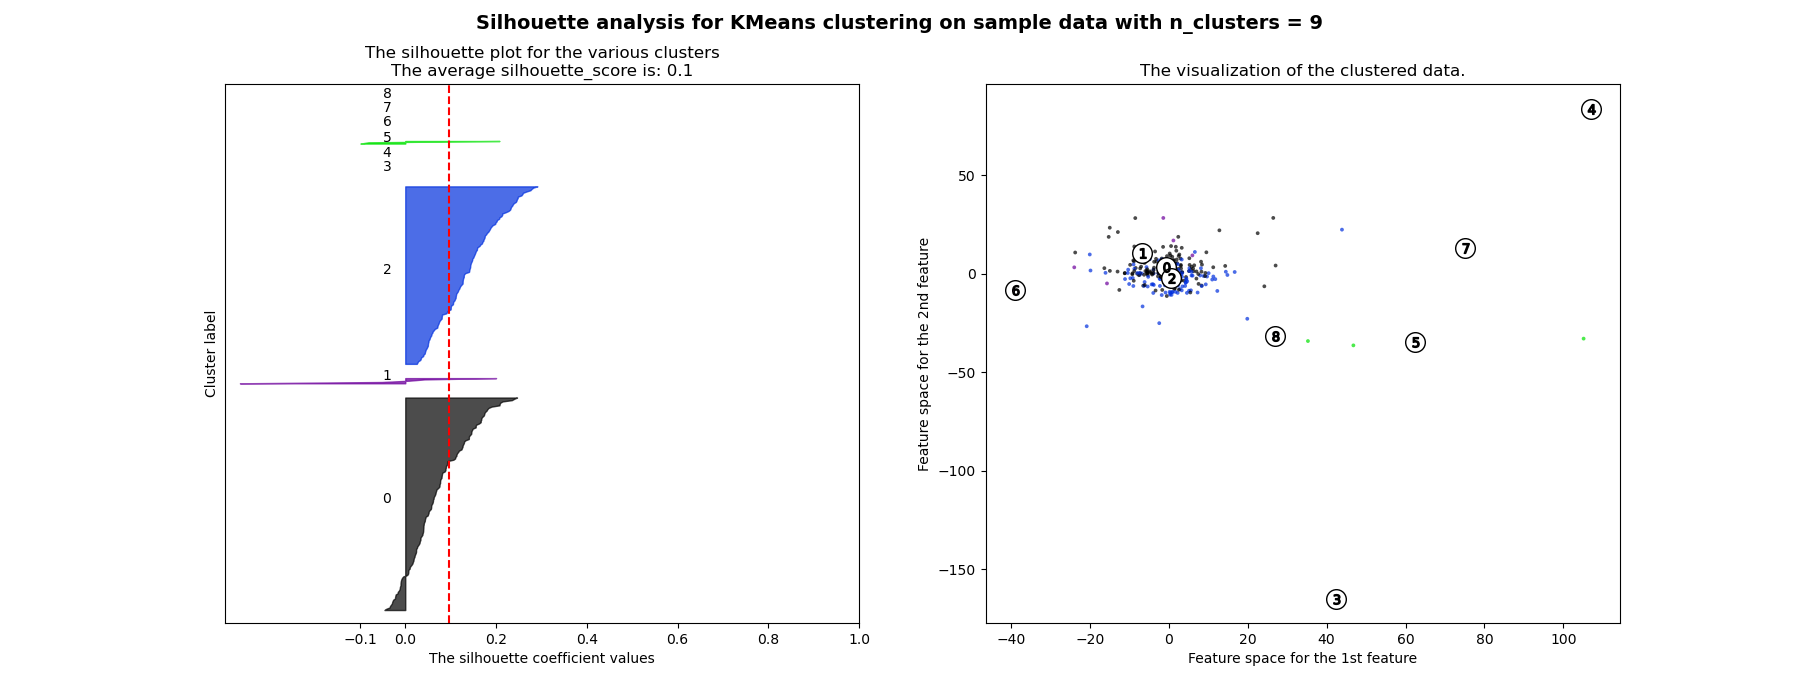 Silhouette analysis for KMeans clustering on sample data with n_clusters = 9
The silhouette plot for the various clusters
The average silhouette_score is: 0.1
8
7
6
5
4
3
2
1
0
Cluster label
−0.1 0.0 0.2 0.4 0.6 0.8 1.0
The silhouette coefficient values
The visualization of the clustered data.
4
1
0
2
7
6
8
5
3
50
0
−50
−100
−150
Feature space for the 2nd feature
−40 −20 0 20 40 60 80 100
Feature space for the 1st feature